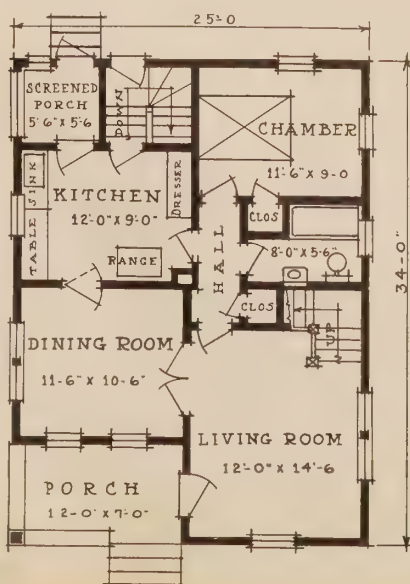 25'-0
SCREENED
PORCH
5'6"X5'6
DOWN
CHAMBER
11'-6"X 9-0
SINK
KITCHEN
12'-0"X 9'-0"
DRESSER
TABLE
RANGE
HALL
CLOS
8'-0"X5'-6"
34'-0"
CLOS
UP
DINING ROOM
11'-6" X 10'-6"
LIVING ROOM
12'-0" X 14'-6
PORCH
12'-0" X 7'-0"